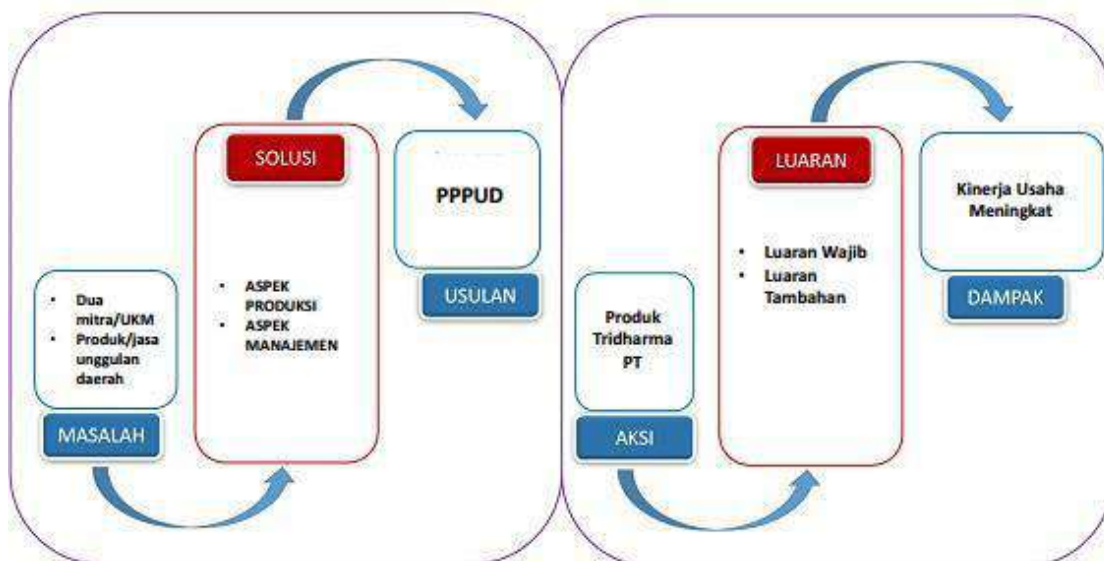 • Dua
mitra/UKM
• Produk/jasa
unggulan
daerah
MASALAH
SOLUSI
• ASPEK
PRODUKSI
• ASPEK
MANAJEMEN
PPPUD
USULAN
Produk
Tridharma
PT
AKSI
LUARAN
• Luaran Wajib
• Luaran
Tambahan
Kinerja Usaha
Meningkat
DAMPAK